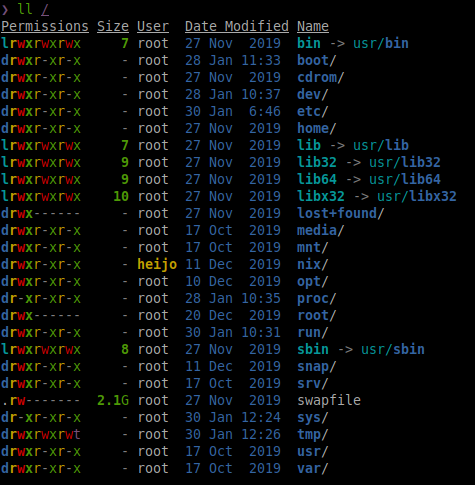 ❯ ll /
Permissions Size User   Date Modified Name
lrwxrwxrwx     7 root   27 Nov  2019  bin -> usr/bin
drwxr-xr-x     - root   28 Jan 11:33  boot/
drwxr-xr-x     - root   27 Nov  2019  cdrom/
drwxr-xr-x     - root   28 Jan 10:37  dev/
drwxr-xr-x     - root   30 Jan  6:46  etc/
drwxr-xr-x     - root   27 Nov  2019  home/
lrwxrwxrwx     7 root   27 Nov  2019  lib -> usr/lib
lrwxrwxrwx     9 root   27 Nov  2019  lib32 -> usr/lib32
lrwxrwxrwx     9 root   27 Nov  2019  lib64 -> usr/lib64
lrwxrwxrwx    10 root   27 Nov  2019  libx32 -> usr/libx32
drwx------     - root   27 Nov  2019  lost+found/
drwxr-xr-x     - root   17 Oct  2019  media/
drwxr-xr-x     - root   17 Oct  2019  mnt/
drwxr-xr-x     - heijo  11 Dec  2019  nix/
drwxr-xr-x     - root   10 Dec  2019  opt/
dr-xr-xr-x     - root   28 Jan 10:35  proc/
drwx------     - root   20 Dec  2019  root/
drwxr-xr-x     - root   30 Jan 10:31  run/
lrwxrwxrwx     8 root   27 Nov  2019  sbin -> usr/sbin
drwxr-xr-x     - root   11 Dec  2019  snap/
drwxr-xr-x     - root   17 Oct  2019  srv/
.rw-------  2.1G root   27 Nov  2019  swapfile
dr-xr-xr-x     - root   30 Jan 12:24  sys/
drwxrwxrwt     - root   30 Jan 12:26  tmp/
drwxr-xr-x     - root   17 Oct  2019  usr/
drwxr-xr-x     - root   17 Oct  2019  var/